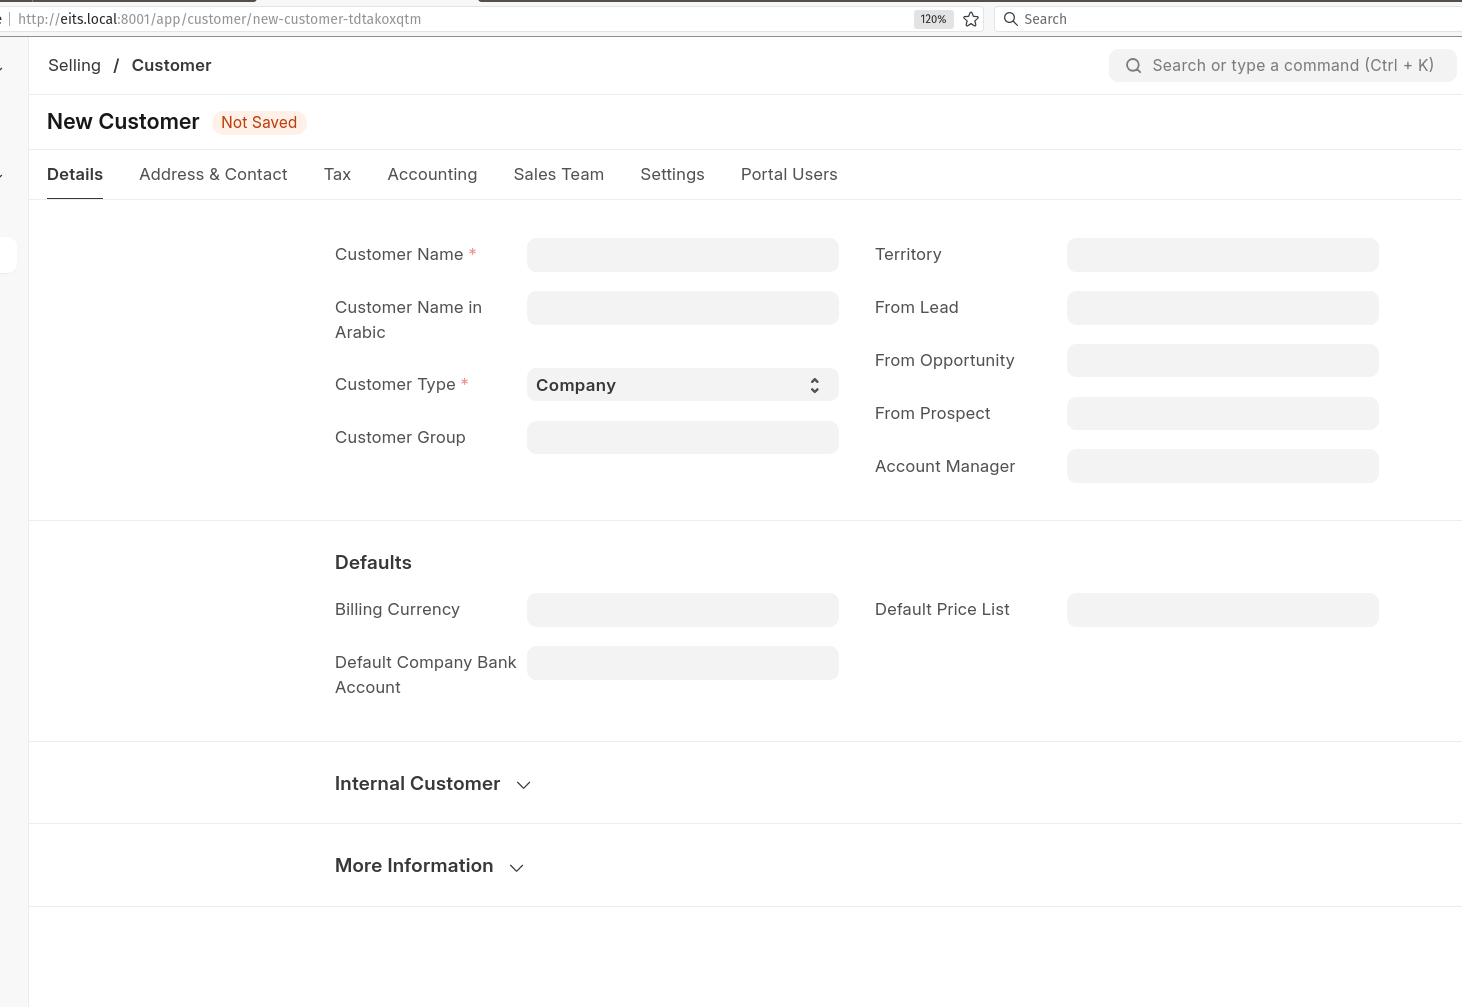 http://eits.local:8001/app/customer/new-customer-tdtakoxqtm 120% Search
Selling / Customer
Search or type a command (Ctrl + K)
New Customer Not Saved
Details Address & Contact Tax Accounting Sales Team Settings Portal Users
Customer Name *
Customer Name in
Arabic
Customer Type *
Company
Customer Group
Territory
From Lead
From Opportunity
From Prospect
Account Manager
Defaults
Billing Currency
Default Company Bank
Account
Default Price List
Internal Customer
More Information